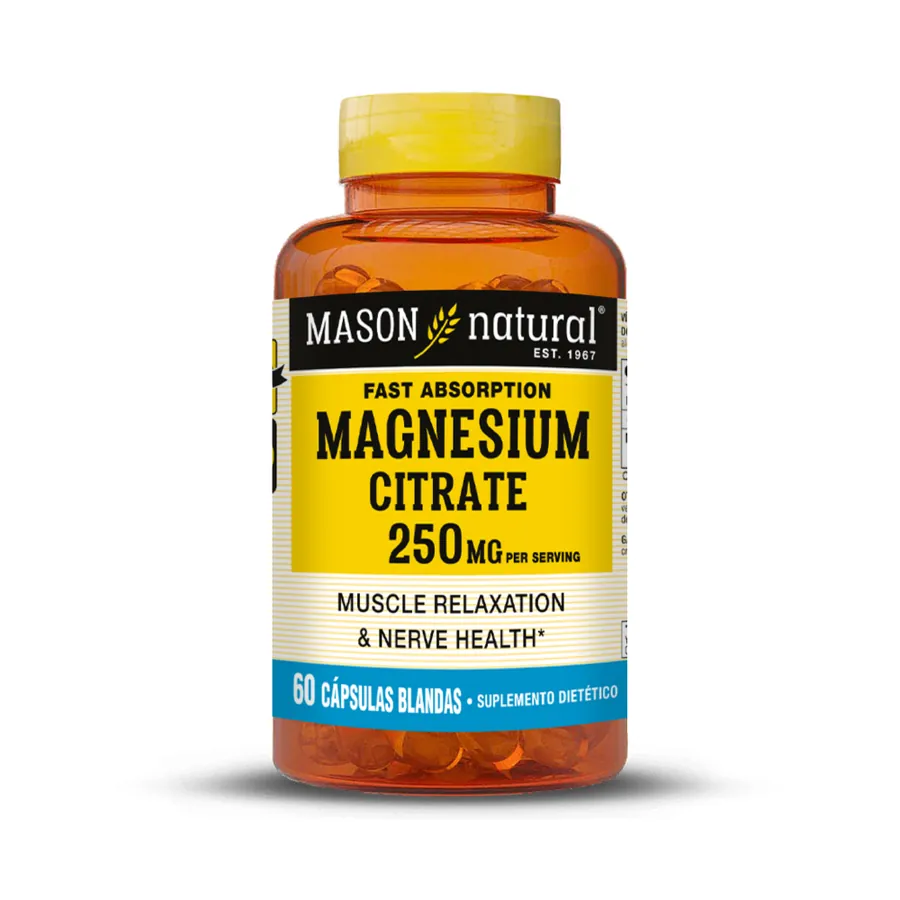 MASON natural®
EST. 1967
FAST ABSORPTION
MAGNESIUM
CITRATE
250MG PER SERVING
MUSCLE RELAXATION
& NERVE HEALTH*
60 CÁPSULAS BLANDAS • SUPLEMENTO DIETÉTICO